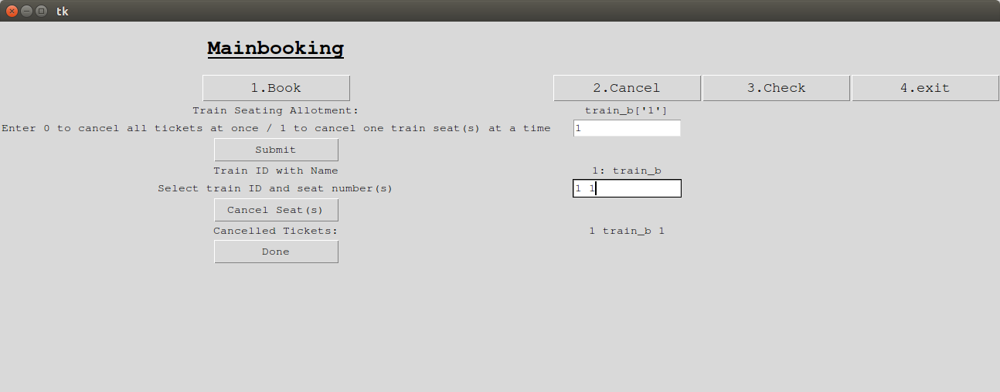 tk
Mainbooking
1.Book 2.Cancel 3.Check 4.exit
Train Seating Allotment: train_b['1']
Enter 0 to cancel all tickets at once / 1 to cancel one train seat(s) at a time 1
Submit
Train ID with Name 1: train_b
Select train ID and seat number(s) 1 1
Cancel Seat(s)
Cancelled Tickets: 1 train_b 1
Done